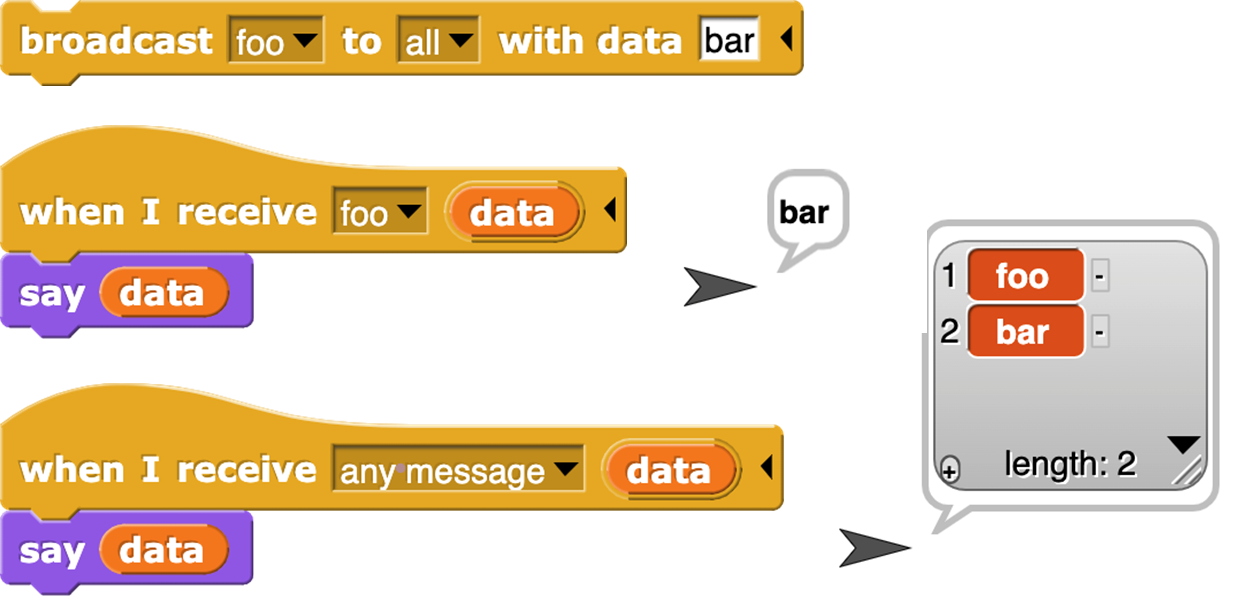 broadcast foo to all with data bar
when I receive foo data
bar
say data
1 foo -
2 bar -
length: 2
+
when I receive any message data
say data